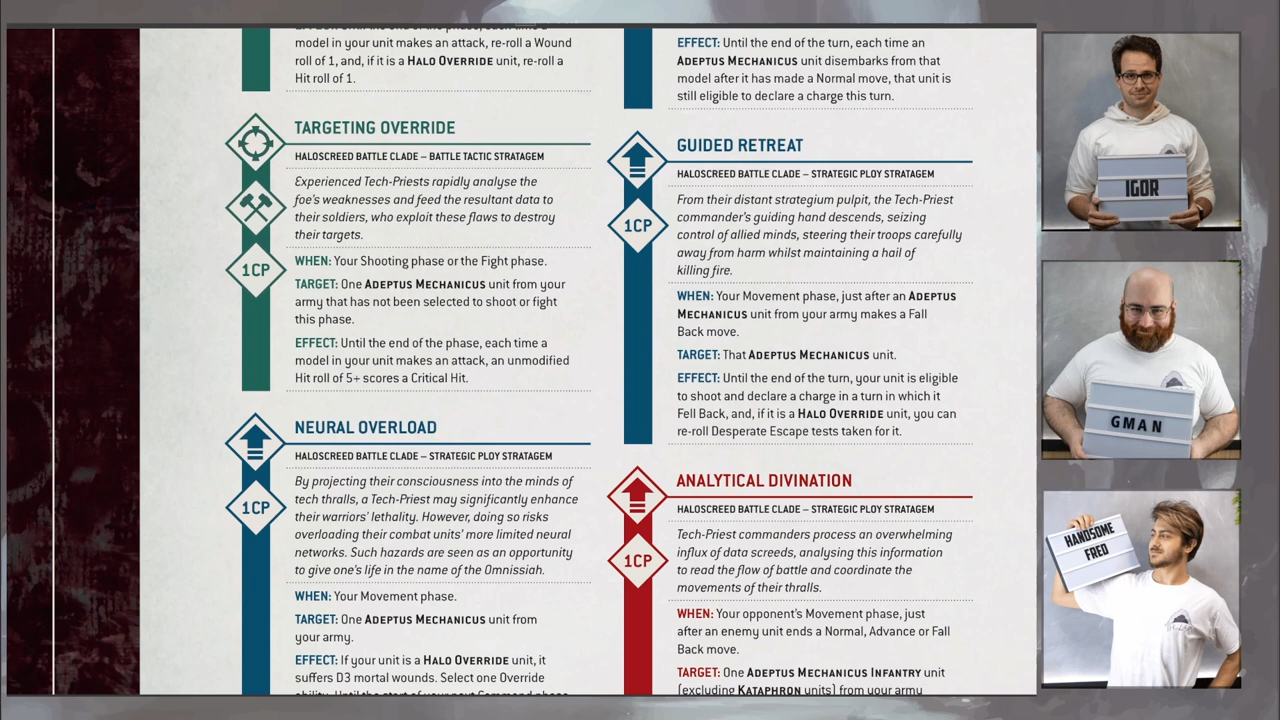 model in your unit makes an attack, re-roll a Wound
roll of 1, and, if it is a HALO OVERRIDE unit, re-roll a
Hit roll of 1.
TARGETING OVERRIDE
HALOSCREED BATTLE CLADE – BATTLE TACTIC STRATAGEM
Experienced Tech-Priests rapidly analyse the
foe's weaknesses and feed the resultant data to
their soldiers, who exploit these flaws to destroy
their targets.
1CP
WHEN: Your Shooting phase or the Fight phase.
TARGET: One ADEPTUS MECHANICUS unit from your
army that has not been selected to shoot or fight
this phase.
EFFECT: Until the end of the phase, each time a
model in your unit makes an attack, an unmodified
Hit roll of 5+ scores a Critical Hit.
NEURAL OVERLOAD
HALOSCREED BATTLE CLADE – STRATEGIC PLOY STRATAGEM
1CP
By projecting their consciousness into the minds of
tech thralls, a Tech-Priest may significantly enhance
their warriors' lethality. However, doing so risks
overloading their combat units' more limited neural
networks. Such hazards are seen as an opportunity
to give one's life in the name of the Omnissiah.
WHEN: Your Movement phase.
TARGET: One ADEPTUS MECHANICUS unit from
your army.
EFFECT: If your unit is a HALO OVERRIDE unit, it
suffers D3 mortal wounds. Select one Override
ability. Until the start of your next Command phase,
EFFECT: Until the end of the turn, each time an
ADEPTUS MECHANICUS unit disembarks from that
model after it has made a Normal move, that unit is
still eligible to declare a charge this turn.
GUIDED RETREAT
HALOSCREED BATTLE CLADE – STRATEGIC PLOY STRATAGEM
1CP
From their distant strategium pulpit, the Tech-Priest
commander's guiding hand descends, seizing
control of allied minds, steering their troops carefully
away from harm whilst maintaining a hail of
killing fire.
WHEN: Your Movement phase, just after an ADEPTUS
MECHANICUS unit from your army makes a Fall
Back move.
TARGET: That ADEPTUS MECHANICUS unit.
EFFECT: Until the end of the turn, your unit is eligible
to shoot and declare a charge in a turn in which it
Fell Back, and, if it is a HALO OVERRIDE unit, you can
re-roll Desperate Escape tests taken for it.
ANALYTICAL DIVINATION
HALOSCREED BATTLE CLADE – STRATEGIC PLOY STRATAGEM
1CP
Tech-Priest commanders process an overwhelming
influx of data screeds, analysing this information
to read the flow of battle and coordinate the
movements of their thralls.
WHEN: Your opponent's Movement phase, just
after an enemy unit ends a Normal, Advance or Fall
Back move.
TARGET: One ADEPTUS MECHANICUS INFANTRY unit
(excluding KATAPHRON units) from your army
IGOR
GMAN
HANDSOME
FRED